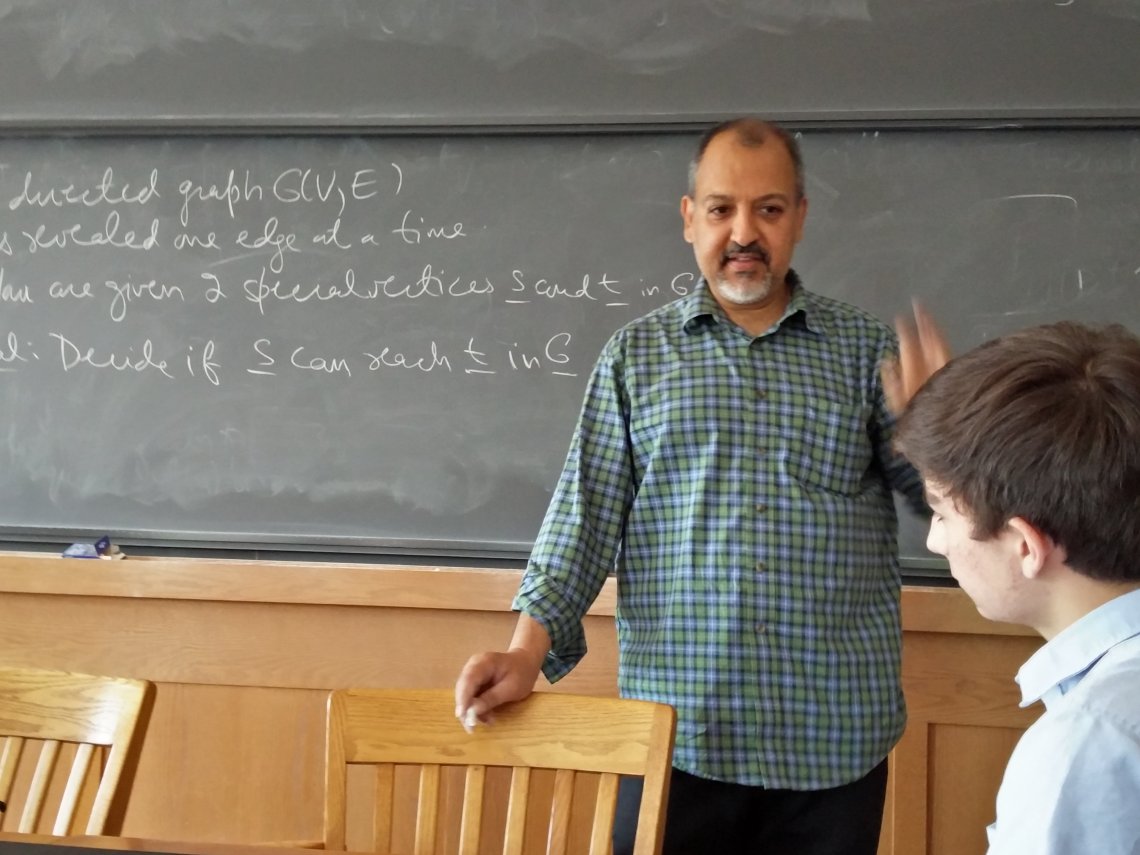 directed graph G(V,E)
s revealed one edge at a time
are given 2 special vertices s and t in G
al: Decide if s can reach t in G